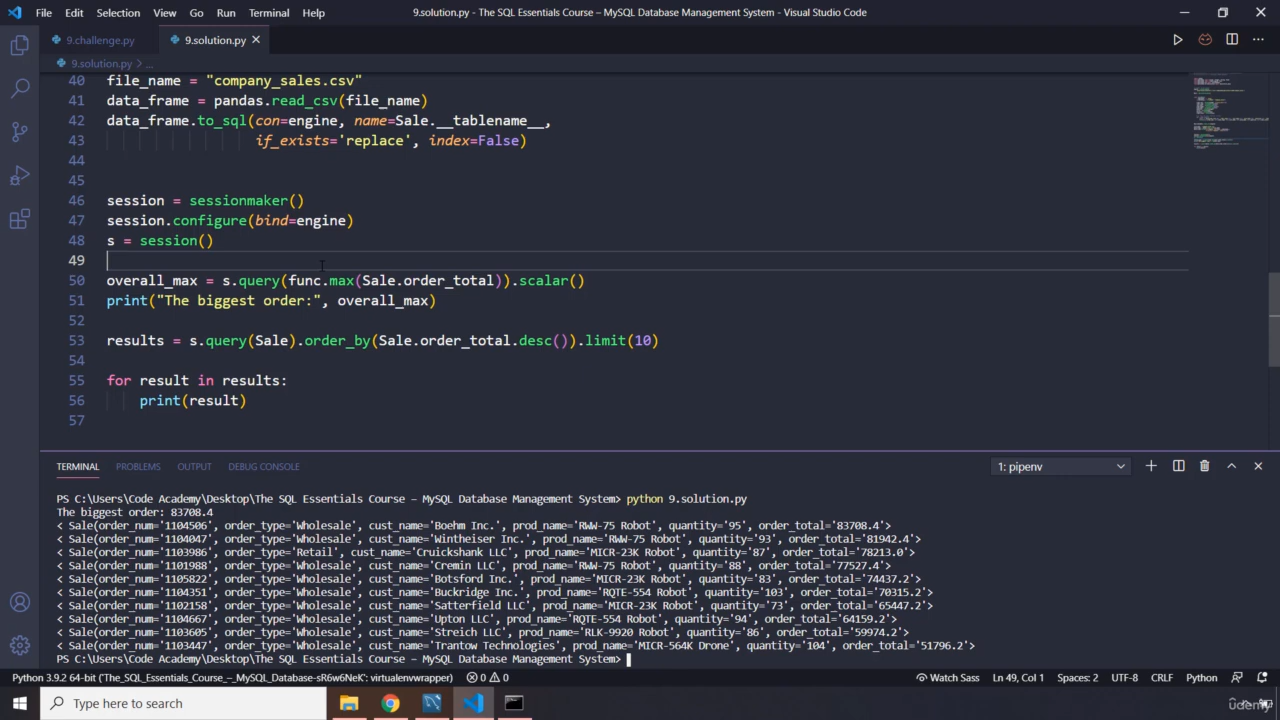 File Edit Selection View Go Run Terminal Help 9.solution.py - The SQL Essentials Course - MySQL Database Management System - Visual Studio Code
9.challenge.py 9.solution.py
9.solution.py > ...
40 file_name = "company_sales.csv"
41 data_frame = pandas.read_csv(file_name)
42 data_frame.to_sql(con=engine, name=Sale.__tablename__,
43 if_exists='replace', index=False)
44
45
46 session = sessionmaker()
47 session.configure(bind=engine)
48 s = session()
49
50 overall_max = s.query(func.max(Sale.order_total)).scalar()
51 print("The biggest order:", overall_max)
52
53 results = s.query(Sale).order_by(Sale.order_total.desc()).limit(10)
54
55 for result in results:
56 print(result)
57
TERMINAL PROBLEMS OUTPUT DEBUG CONSOLE 1: pipenv
PS C:\Users\Code Academy\Desktop\The SQL Essentials Course – MySQL Database Management System> python 9.solution.py
The biggest order: 83708.4
< Sale(order_num='1104506', order_type='Wholesale', cust_name='Boehm Inc.', prod_name='RWW-75 Robot', quantity='95', order_total='83708.4'>
< Sale(order_num='1104047', order_type='Wholesale', cust_name='Wintheiser Inc.', prod_name='RWW-75 Robot', quantity='93', order_total='81942.4'>
< Sale(order_num='1103986', order_type='Retail', cust_name='Cruickshank LLC', prod_name='MICR-23K Robot', quantity='87', order_total='78213.0'>
< Sale(order_num='1101988', order_type='Wholesale', cust_name='Cremin LLC', prod_name='RWW-75 Robot', quantity='88', order_total='77527.4'>
< Sale(order_num='1105822', order_type='Wholesale', cust_name='Botsford Inc.', prod_name='MICR-23K Robot', quantity='83', order_total='74437.2'>
< Sale(order_num='1104351', order_type='Wholesale', cust_name='Buckridge Inc.', prod_name='RQTE-554 Robot', quantity='103', order_total='70315.2'>
< Sale(order_num='1102158', order_type='Wholesale', cust_name='Satterfield LLC', prod_name='MICR-23K Robot', quantity='73', order_total='65447.2'>
< Sale(order_num='1104667', order_type='Wholesale', cust_name='Upton LLC', prod_name='RQTE-554 Robot', quantity='94', order_total='64159.2'>
< Sale(order_num='1103605', order_type='Wholesale', cust_name='Streich LLC', prod_name='RLK-9920 Robot', quantity='86', order_total='59974.2'>
< Sale(order_num='1103447', order_type='Wholesale', cust_name='Trantow Technologies', prod_name='MICR-564K Drone', quantity='104', order_total='51796.2'>
PS C:\Users\Code Academy\Desktop\The SQL Essentials Course – MySQL Database Management System>
Python 3.9.2 64-bit ('The_SQL_Essentials_Course_–_MySQL_Database-sR6w6NeK': virtualenvwrapper) 0 0 Watch Sass Ln 49, Col 1 Spaces: 2 UTF-8 CRLF Python
Type here to search
udemy